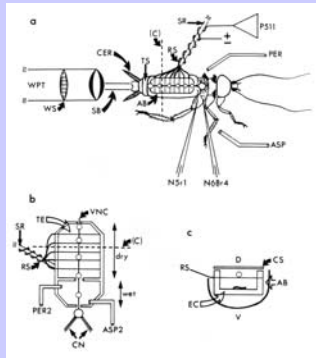 a
SR
P511
+
−
(C)
CER
TS
RS
PER
WPT
WS
SB
AB
ASP
N5r1
N6Br4
b
VNC
TE
SR
(C)
dry
RS
wet
PER2
ASP2
CN
c
D
CS
RS
AB
EC
V